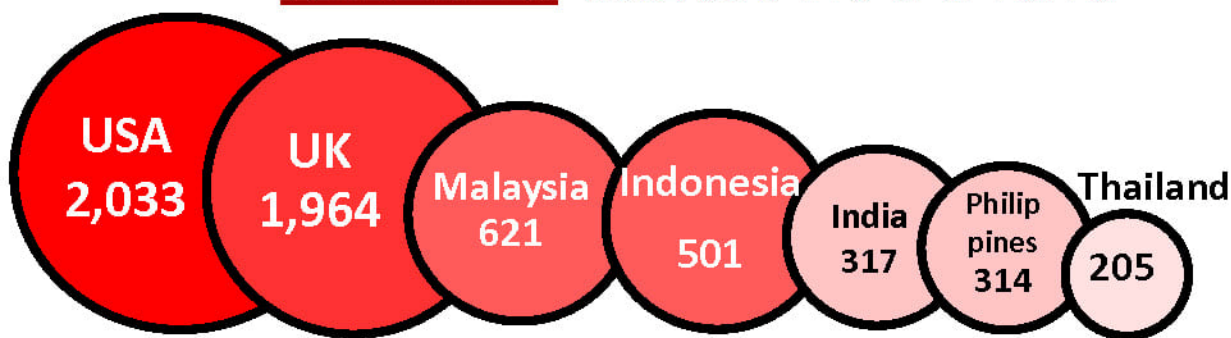 USA
2,033
UK
1,964
Malaysia
621
Indonesia
501
India
317
Philip
pines
314
Thailand
205